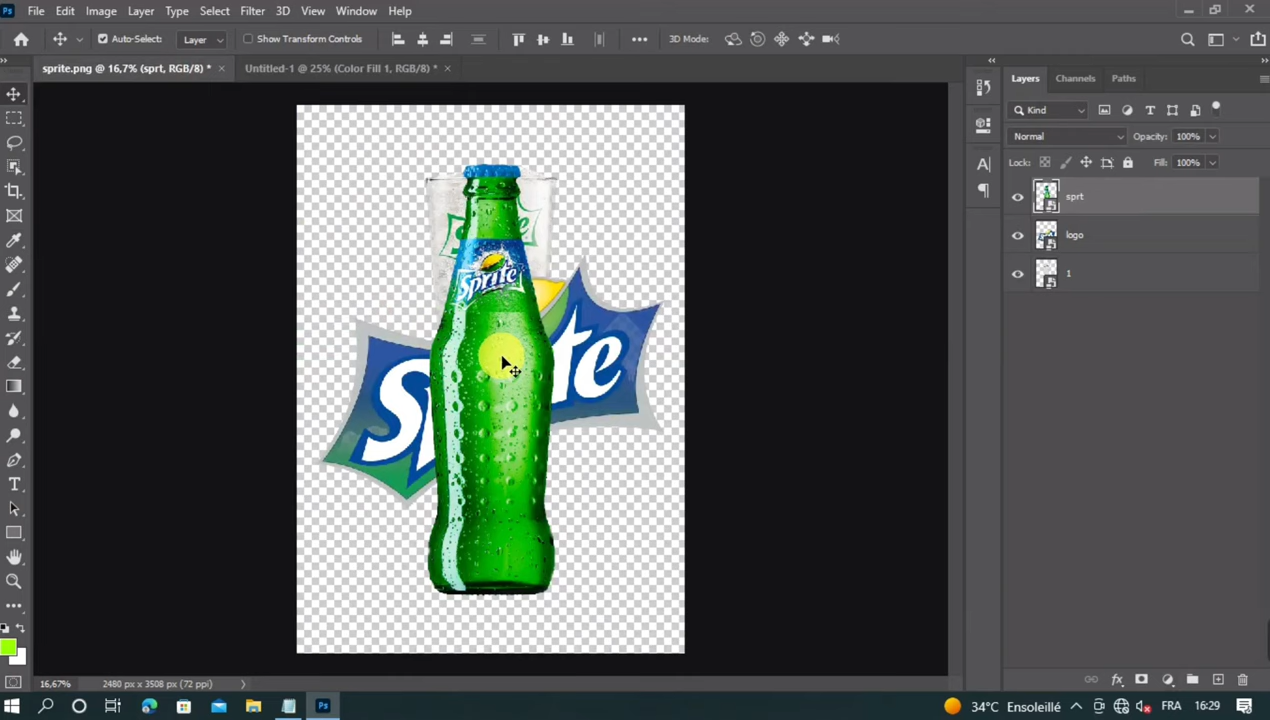 Ps File Edit Image Layer Type Select Filter 3D View Window Help
Auto-Select: Layer Show Transform Controls 3D Mode:
sprite.png @ 16,7% (sprt, RGB/8) * × Untitled-1 @ 25% (Color Fill 1, RGB/8) * ×
Layers Channels Paths
Kind
Normal Opacity: 100%
Lock: Fill: 100%
sprt
logo
1
Sprite
16,67% 2480 px x 3508 px (72 ppi)
Ps 34°C Ensoleillé FRA 16:29